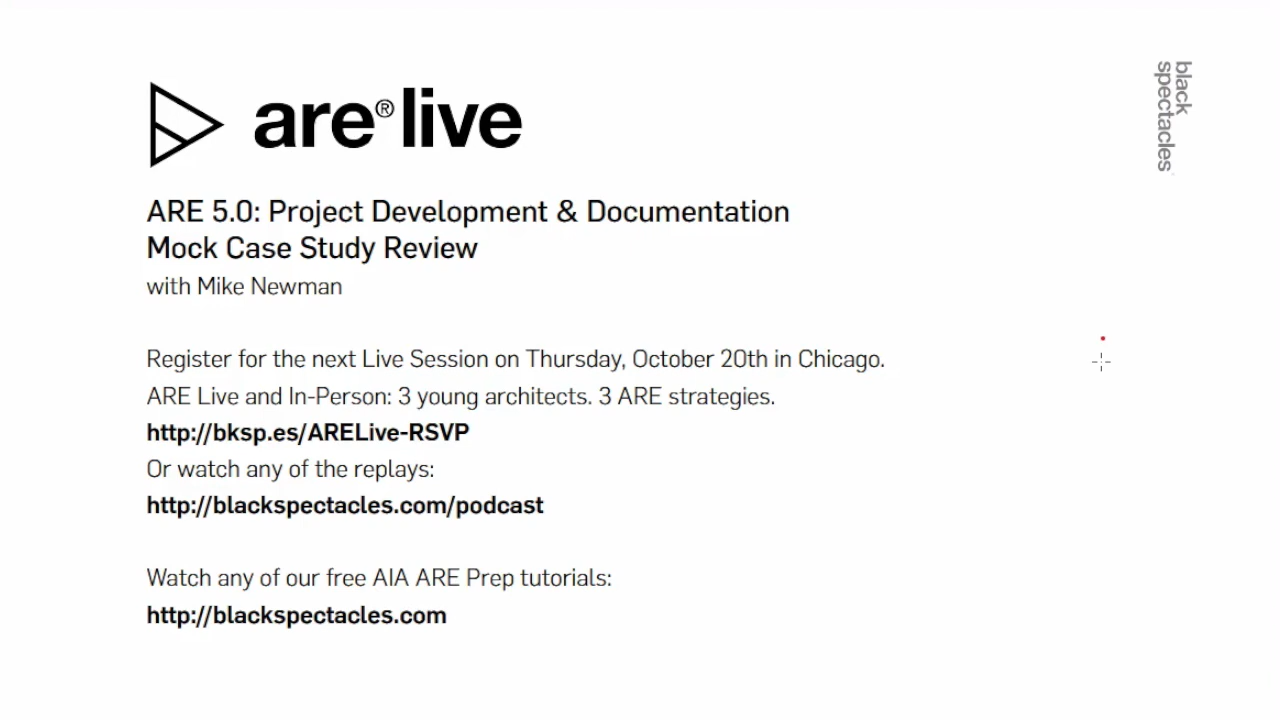 are® live
black
spectacles
ARE 5.0: Project Development & Documentation
Mock Case Study Review
with Mike Newman
Register for the next Live Session on Thursday, October 20th in Chicago.
ARE Live and In-Person: 3 young architects. 3 ARE strategies.
http://bksp.es/ARELive-RSVP
Or watch any of the replays:
http://blackspectacles.com/podcast
Watch any of our free AIA ARE Prep tutorials:
http://blackspectacles.com